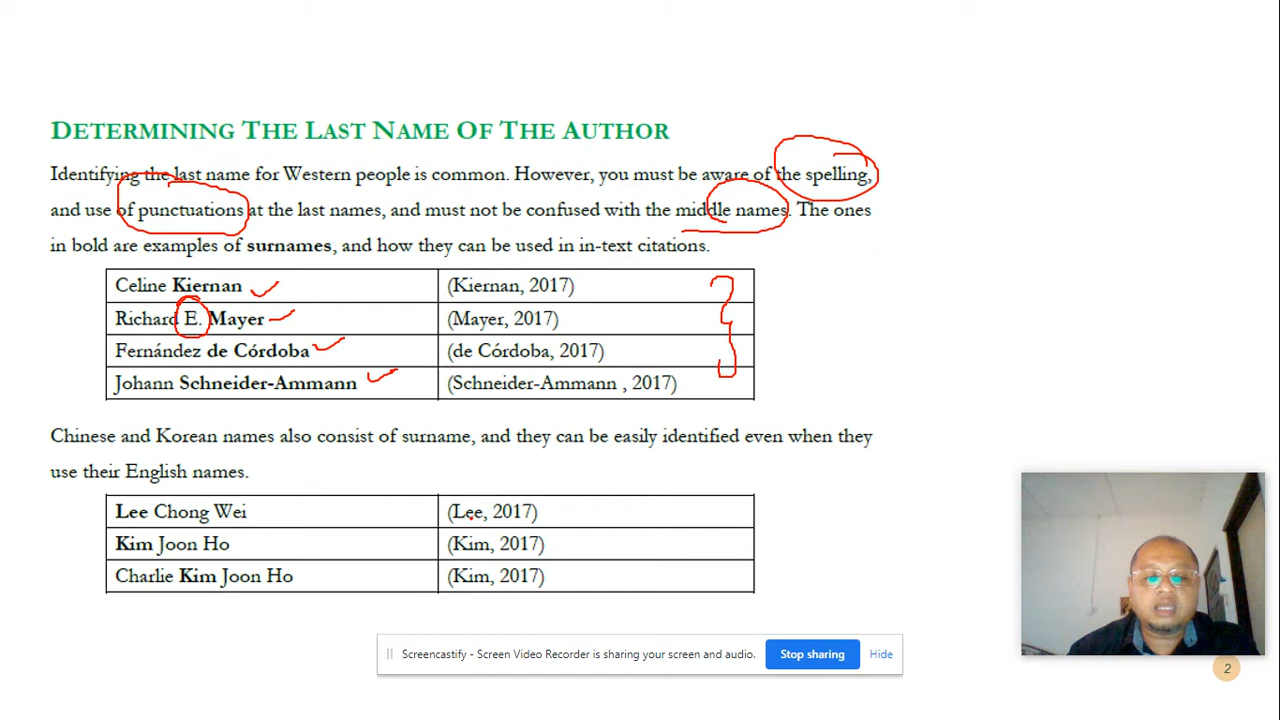 DETERMINING THE LAST NAME OF THE AUTHOR
Identifying the last name for Western people is common. However, you must be aware of the spelling,
and use of punctuations at the last names, and must not be confused with the middle names. The ones
in bold are examples of surnames, and how they can be used in in-text citations.
Celine Kiernan (Kiernan, 2017)
Richard E. Mayer (Mayer, 2017)
Fernández de Córdoba (de Córdoba, 2017)
Johann Schneider-Ammann (Schneider-Ammann , 2017)
Chinese and Korean names also consist of surname, and they can be easily identified even when they
use their English names.
Lee Chong Wei (Lee, 2017)
Kim Joon Ho (Kim, 2017)
Charlie Kim Joon Ho (Kim, 2017)
Screencastify - Screen Video Recorder is sharing your screen and audio. Stop sharing Hide
2